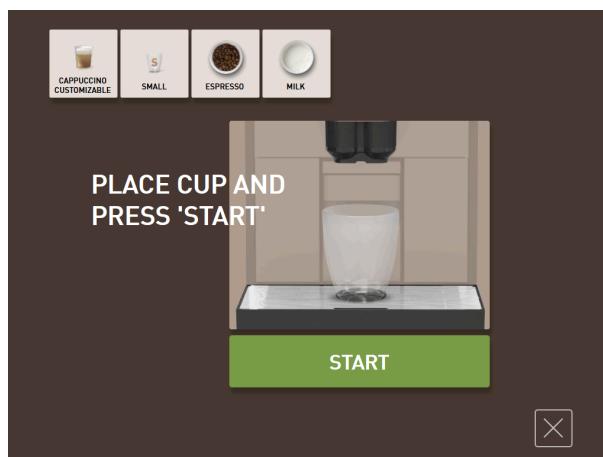 CAPPUCCINO
CUSTOMIZABLE
S
SMALL
ESPRESSO
MILK
PLACE CUP AND
PRESS 'START'
START